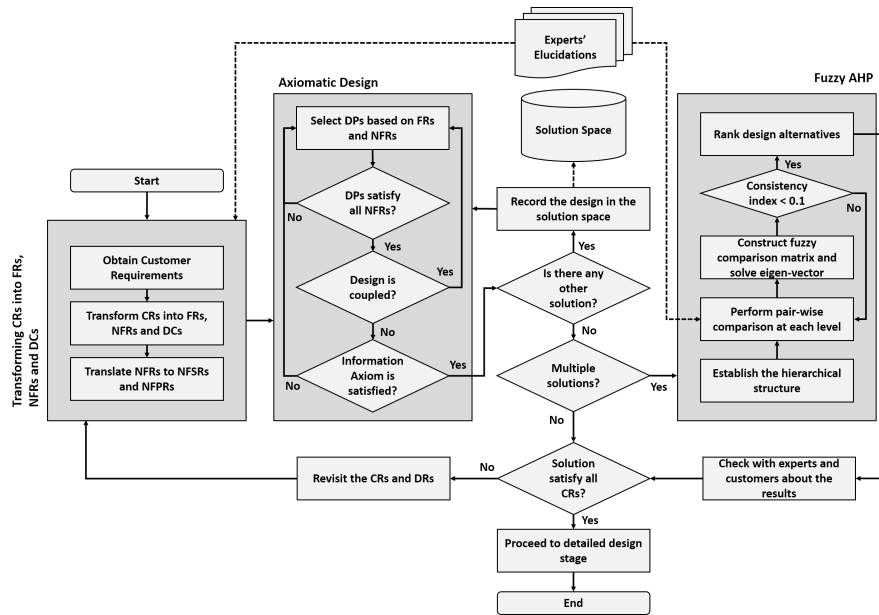 Experts'
Elucidations
Axiomatic Design
Fuzzy AHP
Select DPs based on FRs
and NFRs
Solution Space
Rank design alternatives
Start
Yes
DPs satisfy
all NFRs?
No
Record the design in the
solution space
Consistency
index < 0.1
No
Yes
Yes
Obtain Customer
Requirements
Construct fuzzy
comparison matrix and
solve eigen-vector
Design is
coupled?
Yes
Is there any
other
solution?
Transforming CRs into FRs,
NFRs and DCs
Transform CRs into FRs,
NFRs and DCs
Perform pair-wise
comparison at each level
No
No
Translate NFRs to NFSRs
and NFPRs
Information
Axiom is
satisfied?
Yes
No
Multiple
solutions?
Yes
Establish the hierarchical
structure
No
Revisit the CRs and DRs
No
Solution
satisfy all
CRs?
Check with experts and
customers about the
results
Yes
Proceed to detailed design
stage
End